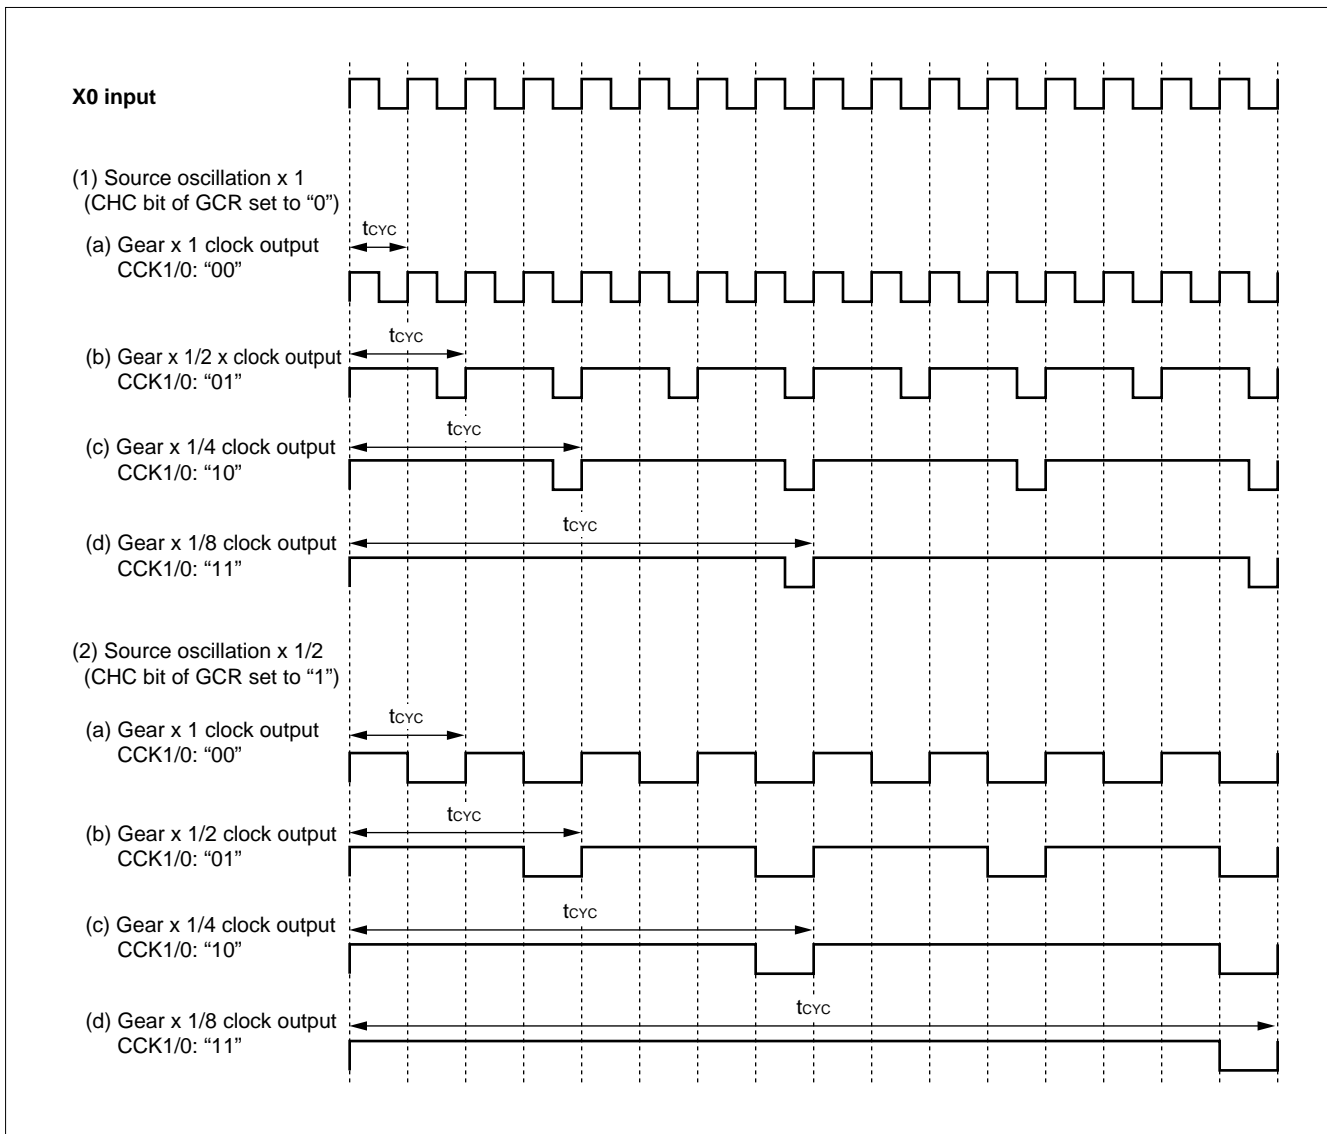 X0 input
(1) Source oscillation x 1
(CHC bit of GCR set to “0”)
tCYC
(a) Gear x 1 clock output
CCK1/0: “00”
tCYC
(b) Gear x 1/2 x clock output
CCK1/0: “01”
tCYC
(c) Gear x 1/4 clock output
CCK1/0: “10”
tCYC
(d) Gear x 1/8 clock output
CCK1/0: “11”
(2) Source oscillation x 1/2
(CHC bit of GCR set to “1”)
tCYC
(a) Gear x 1 clock output
CCK1/0: “00”
tCYC
(b) Gear x 1/2 clock output
CCK1/0: “01”
tCYC
(c) Gear x 1/4 clock output
CCK1/0: “10”
tCYC
(d) Gear x 1/8 clock output
CCK1/0: “11”